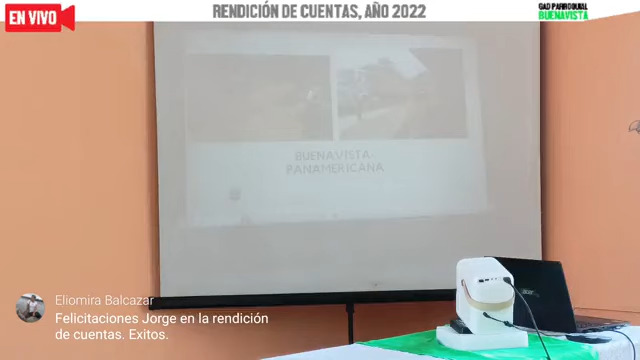 EN VIVO
RENDICIÓN DE CUENTAS, AÑO 2022
GAD PARROQUIAL
BUENAVISTA
BUENAVISTA-
PANAMERICANA
acer
Eliomira Balcazar
Felicitaciones Jorge en la rendición
de cuentas. Exitos.